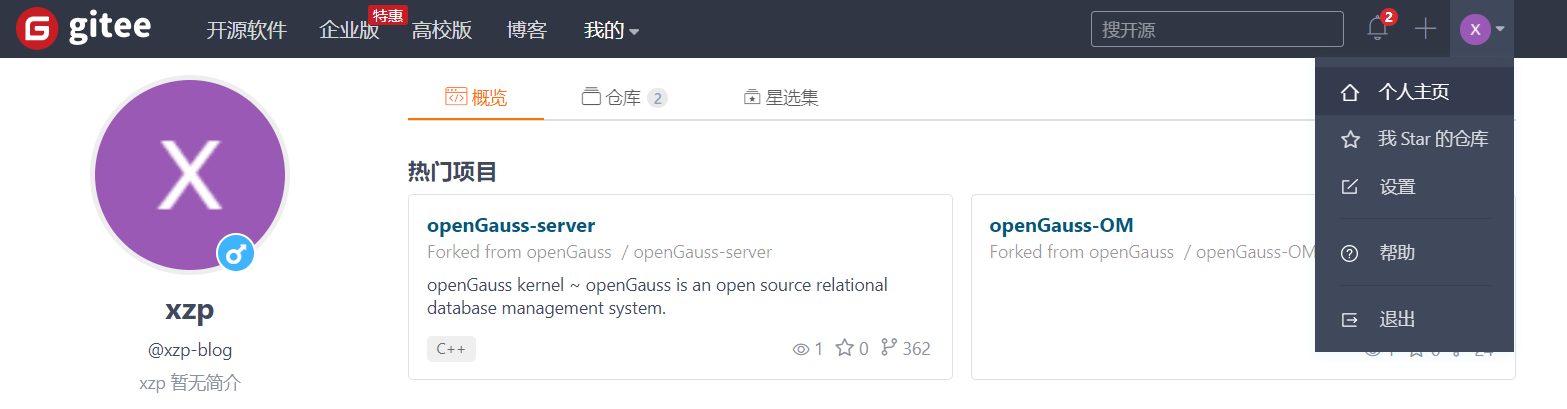 gitee
开源软件
企业版
特惠
高校版
博客
我的
搜开源
2
X
概览
仓库 2
星选集
个人主页
我 Star 的仓库
设置
帮助
退出
X
xzp
@xzp-blog
xzp 暂无简介
热门项目
openGauss-server
Forked from openGauss / openGauss-server
openGauss kernel ~ openGauss is an open source relational
database management system.
C++
1 0 362
openGauss-OM
Forked from openGauss / openGauss-OM